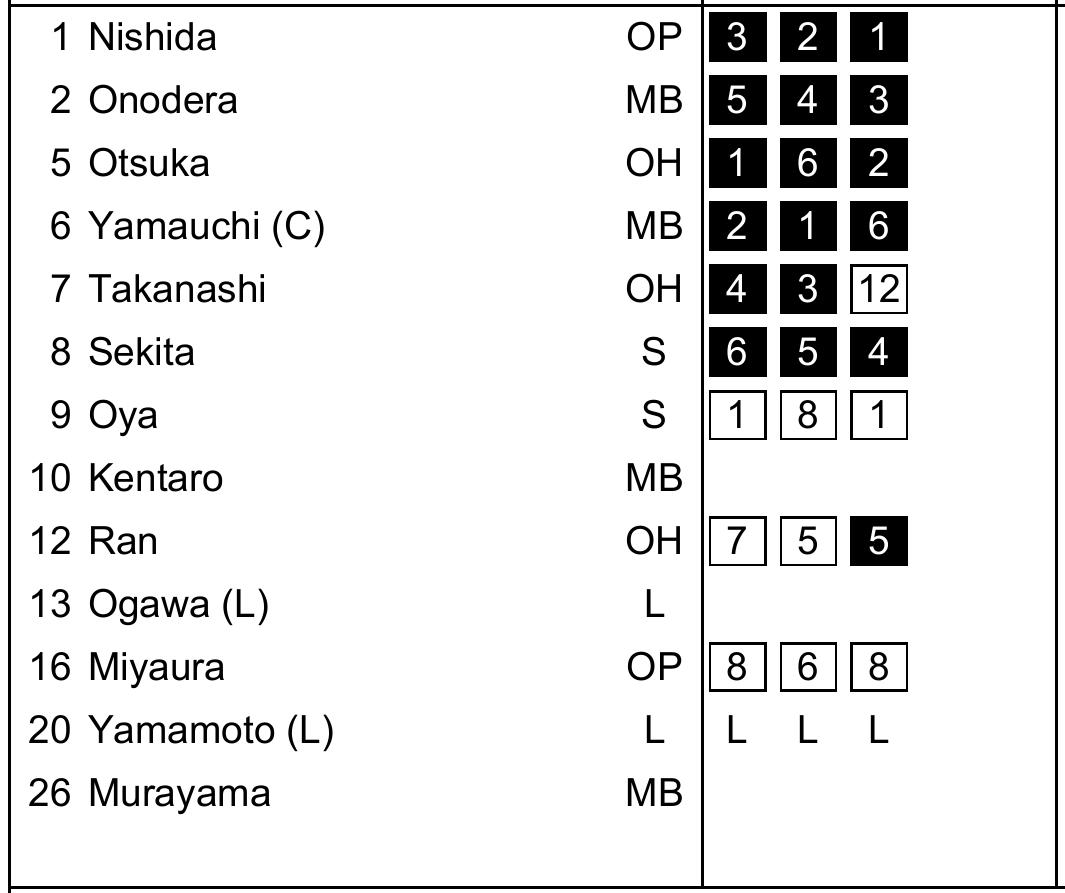 1 Nishida OP 3 2 1
2 Onodera MB 5 4 3
5 Otsuka OH 1 6 2
6 Yamauchi (C) MB 2 1 6
7 Takanashi OH 4 3 12
8 Sekita S 6 5 4
9 Oya S 1 8 1
10 Kentaro MB
12 Ran OH 7 5 5
13 Ogawa (L) L
16 Miyaura OP 8 6 8
20 Yamamoto (L) L L L L
26 Murayama MB